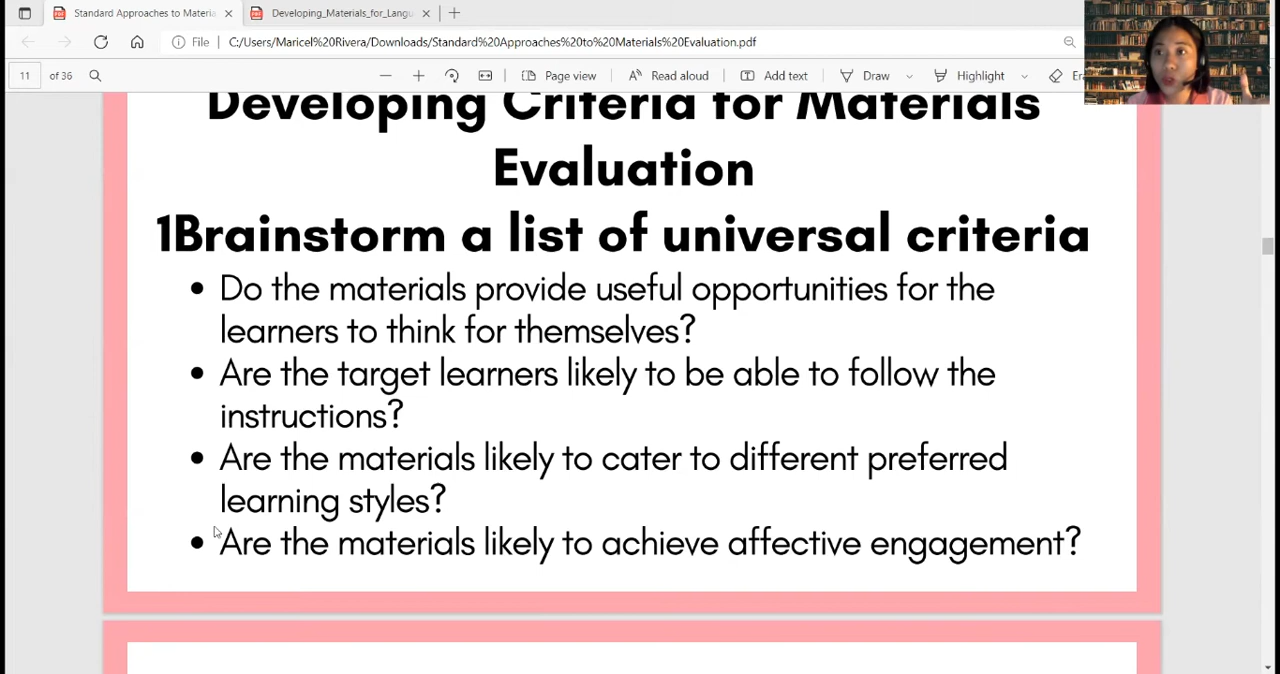 Standard Approaches to Materia
Developing_Materials_for_Langu
File
C:/Users/Maricel%20Rivera/Downloads/Standard%20Approaches%20to%20Materials%20Evaluation.pdf
11 of 36
Page view
Read aloud
Add text
Draw
Highlight
Er
Developing Criteria for Materials
Evaluation
1Brainstorm a list of universal criteria
• Do the materials provide useful opportunities for the
learners to think for themselves?
• Are the target learners likely to be able to follow the
instructions?
• Are the materials likely to cater to different preferred
learning styles?
• Are the materials likely to achieve affective engagement?